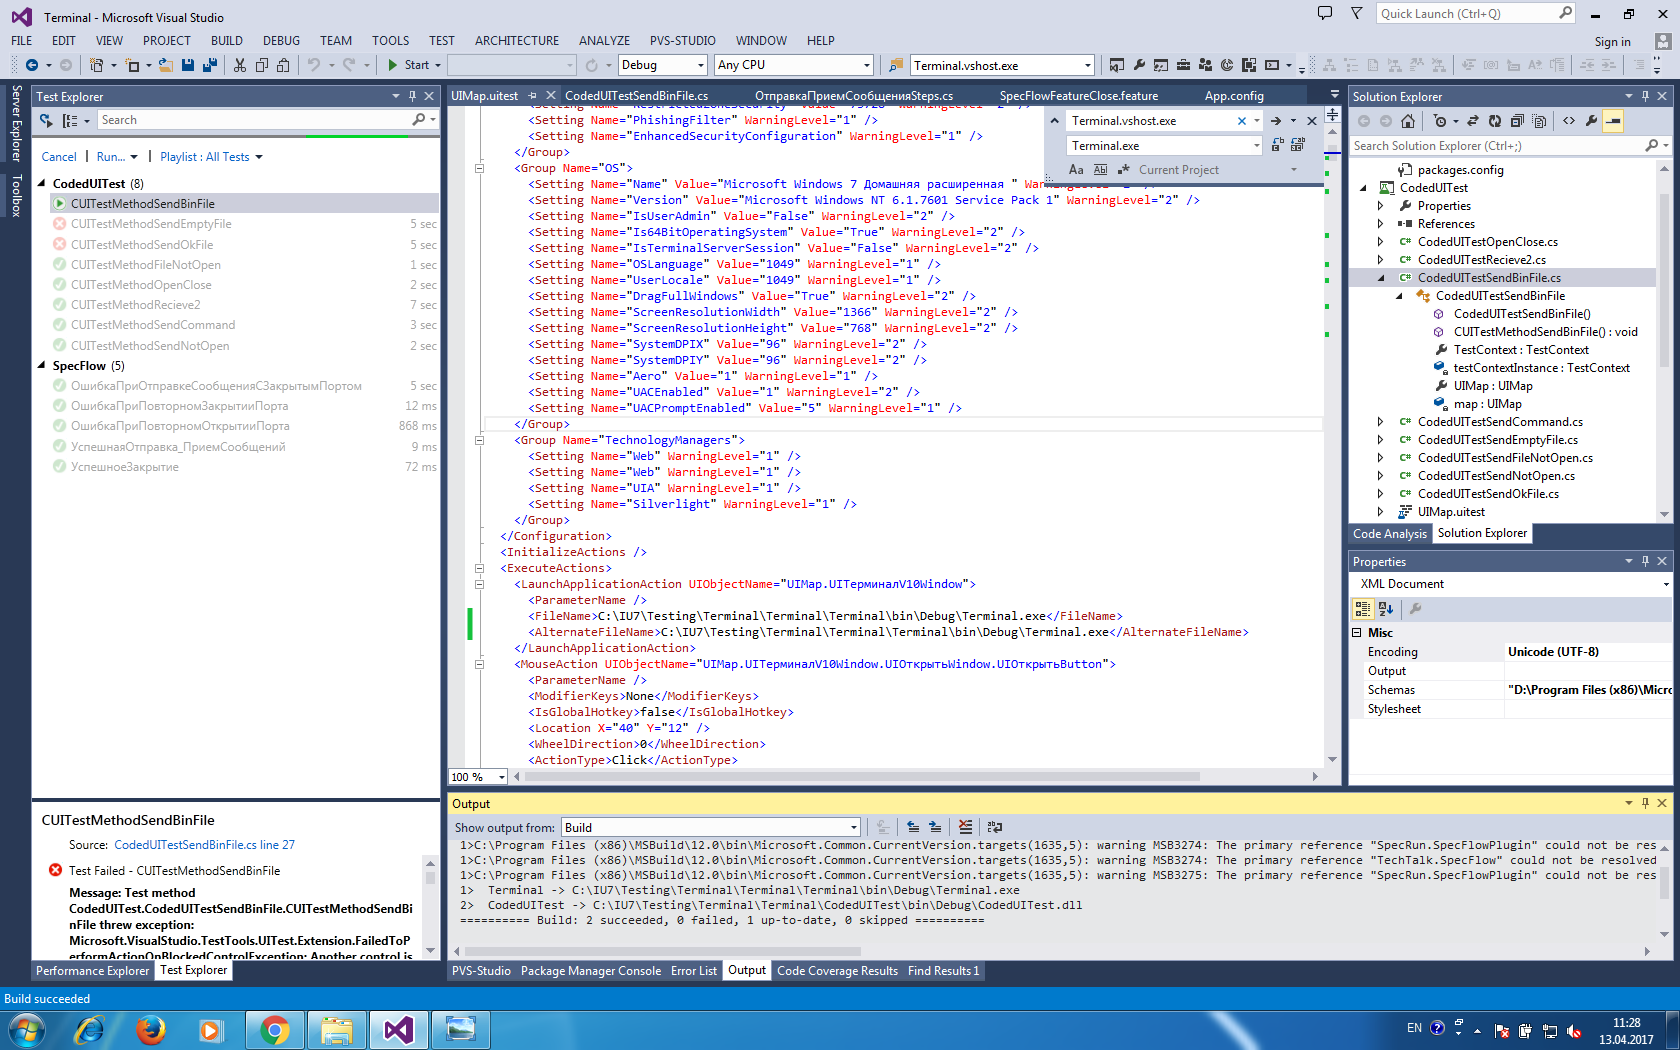 Terminal - Microsoft Visual Studio
Quick Launch (Ctrl+Q)
FILE EDIT VIEW PROJECT BUILD DEBUG TEAM TOOLS TEST ARCHITECTURE ANALYZE PVS-STUDIO WINDOW HELP
Sign in
Start Debug Any CPU Terminal.vshost.exe
Server Explorer
Toolbox
Test Explorer
Search
Cancel Run... Playlist : All Tests
CodedUITest (8)
CUITestMethodSendBinFile
CUITestMethodSendEmptyFile 5 sec
CUITestMethodSendOkFile 5 sec
CUITestMethodFileNotOpen 1 sec
CUITestMethodOpenClose 2 sec
CUITestMethodRecieve2 7 sec
CUITestMethodSendCommand 3 sec
CUITestMethodSendNotOpen 2 sec
SpecFlow (5)
ОшибкаПриОтправкеСообщенияСЗакрытымПортом 5 sec
ОшибкаПриПовторномЗакрытииПорта 12 ms
ОшибкаПриПовторномОткрытииПорта 868 ms
УспешнаяОтправка_ПриемСообщений 9 ms
УспешноеЗакрытие 72 ms
CUITestMethodSendBinFile
Source: CodedUITestSendBinFile.cs line 27
Test Failed - CUITestMethodSendBinFile
Message: Test method
CodedUITest.CodedUITestSendBinFile.CUITestMethodSendBi
nFile threw exception:
Microsoft.VisualStudio.TestTools.UITest.Extension.FailedToP
erformActionOnBlockedControlException: Another control is
Performance Explorer Test Explorer
UIMap.uitest CodedUITestSendBinFile.cs ОтправкаПриемСообщенияSteps.cs SpecFlowFeatureClose.feature App.config
Terminal.vshost.exe
Terminal.exe
Aa Ab .* Current Project
<Setting Name="RestrictedZoneSecurity" Value="73728" WarningLevel="2" />
<Setting Name="PhishingFilter" WarningLevel="1" />
<Setting Name="EnhancedSecurityConfiguration" WarningLevel="1" />
</Group>
<Group Name="OS">
<Setting Name="Name" Value="Microsoft Windows 7 Домашняя расширенная " WarningLevel="2" />
<Setting Name="Version" Value="Microsoft Windows NT 6.1.7601 Service Pack 1" WarningLevel="2" />
<Setting Name="IsUserAdmin" Value="False" WarningLevel="2" />
<Setting Name="Is64BitOperatingSystem" Value="True" WarningLevel="2" />
<Setting Name="IsTerminalServerSession" Value="False" WarningLevel="2" />
<Setting Name="OSLanguage" Value="1049" WarningLevel="1" />
<Setting Name="UserLocale" Value="1049" WarningLevel="1" />
<Setting Name="DragFullWindows" Value="True" WarningLevel="2" />
<Setting Name="ScreenResolutionWidth" Value="1366" WarningLevel="2" />
<Setting Name="ScreenResolutionHeight" Value="768" WarningLevel="2" />
<Setting Name="SystemDPIX" Value="96" WarningLevel="2" />
<Setting Name="SystemDPIY" Value="96" WarningLevel="2" />
<Setting Name="Aero" Value="1" WarningLevel="1" />
<Setting Name="UACEnabled" Value="1" WarningLevel="2" />
<Setting Name="UACPromptEnabled" Value="5" WarningLevel="1" />
</Group>
<Group Name="TechnologyManagers">
<Setting Name="Web" WarningLevel="1" />
<Setting Name="Web" WarningLevel="1" />
<Setting Name="UIA" WarningLevel="1" />
<Setting Name="Silverlight" WarningLevel="1" />
</Group>
</Configuration>
<InitializeActions />
<ExecuteActions>
<LaunchApplicationAction UIObjectName="UIMap.UIТерминалV10Window">
<ParameterName />
<FileName>C:\IU7\Testing\Terminal\Terminal\Terminal\bin\Debug\Terminal.exe</FileName>
<AlternateFileName>C:\IU7\Testing\Terminal\Terminal\Terminal\bin\Debug\Terminal.exe</AlternateFileName>
</LaunchApplicationAction>
<MouseAction UIObjectName="UIMap.UIТерминалV10Window.UIОткрытьWindow.UIОткрытьButton">
<ParameterName />
<ModifierKeys>None</ModifierKeys>
<IsGlobalHotkey>false</IsGlobalHotkey>
<Location X="40" Y="12" />
<WheelDirection>0</WheelDirection>
<ActionType>Click</ActionType>
100 %
Output
Show output from: Build
1>C:\Program Files (x86)\MSBuild\12.0\bin\Microsoft.Common.CurrentVersion.targets(1635,5): warning MSB3274: The primary reference "SpecRun.SpecFlowPlugin" could not be res
1>C:\Program Files (x86)\MSBuild\12.0\bin\Microsoft.Common.CurrentVersion.targets(1635,5): warning MSB3274: The primary reference "TechTalk.SpecFlow" could not be resolved
1>C:\Program Files (x86)\MSBuild\12.0\bin\Microsoft.Common.CurrentVersion.targets(1635,5): warning MSB3275: The primary reference "SpecRun.SpecFlowPlugin" could not be res
1> Terminal -> C:\IU7\Testing\Terminal\Terminal\Terminal\bin\Debug\Terminal.exe
2> CodedUITest -> C:\IU7\Testing\Terminal\Terminal\CodedUITest\bin\Debug\CodedUITest.dll
========== Build: 2 succeeded, 0 failed, 1 up-to-date, 0 skipped ==========
PVS-Studio Package Manager Console Error List Output Code Coverage Results Find Results 1
Solution Explorer
Search Solution Explorer (Ctrl+;)
packages.config
CodedUITest
Properties
References
CodedUITestOpenClose.cs
CodedUITestRecieve2.cs
CodedUITestSendBinFile.cs
CodedUITestSendBinFile
CodedUITestSendBinFile()
CUITestMethodSendBinFile() : void
TestContext : TestContext
testContextInstance : TestContext
UIMap : UIMap
map : UIMap
CodedUITestSendCommand.cs
CodedUITestSendEmptyFile.cs
CodedUITestSendFileNotOpen.cs
CodedUITestSendNotOpen.cs
CodedUITestSendOkFile.cs
UIMap.uitest
Code Analysis Solution Explorer
Properties
XML Document
Misc
Encoding Unicode (UTF-8)
Output
Schemas "D:\Program Files (x86)\Micro
Stylesheet
Build succeeded
EN
11:28
13.04.2017